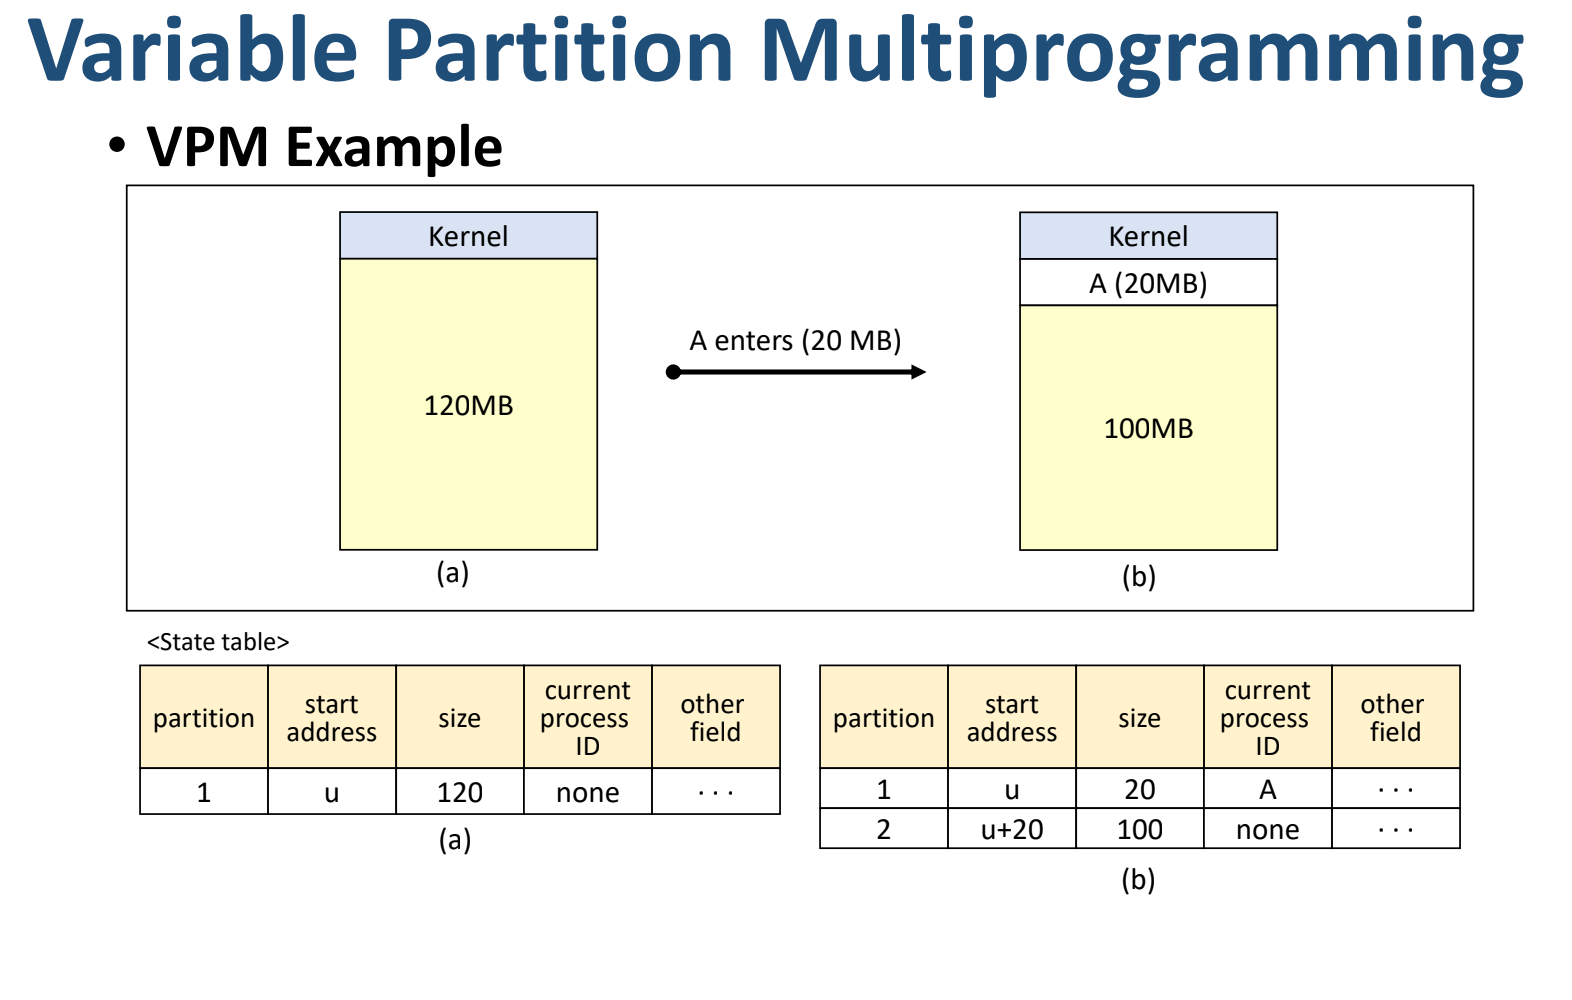 Variable Partition Multiprogramming
• VPM Example
Kernel
120MB
(a)
A enters (20 MB)
Kernel
A (20MB)
100MB
(b)
<State table>
partition start address size current process ID other field
1 u 120 none · · ·
(a)
partition start address size current process ID other field
1 u 20 A · · ·
2 u+20 100 none · · ·
(b)